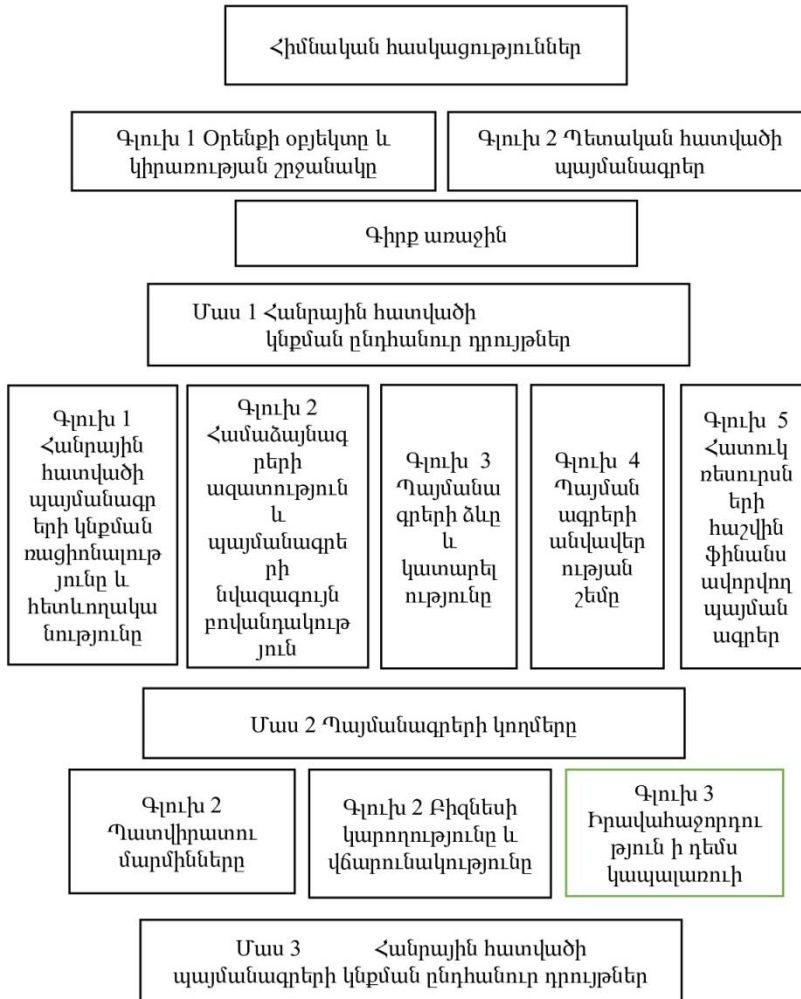 Հիմնական հասկացություններ
Գլուխ 1 Օրենքի օբյեկտը և
կիրառության շրջանակը
Գլուխ 2 Պետական հատվածի
պայմանագրեր
Գիրք առաջին
Մաս 1 Հանրային հատվածի
կնքման ընդհանուր դրույթներ
Գլուխ 1
Հանրային
հատվածի
պայմանագր
երի կնքման
ռացիոնալութ
յունը և
հետևողակա
նությունը
Գլուխ 2
Համաձայնագ
րերի
ազատություն
և
պայմանագրե
րի
նվազագույն
բովանդակութ
յուն
Գլուխ 3
Պայմանա
գրերի ձևը
և
կատարել
ությունը
Գլուխ 4
Պայման
ագրերի
անվավեր
ության
շեմը
Գլուխ 5
Հատուկ
ռեսուրսն
երի
հաշվին
ֆինանս
ավորվող
պայման
ագրեր
Մաս 2 Պայմանագրերի կողմերը
Գլուխ 2
Պատվիրատու
մարմինները
Գլուխ 2 Բիզնեսի
կարողությունը և
վճարունակությունը
Գլուխ 3
Իրավահաջորդու
թյուն ի դեմս
կապալառուի
Մաս 3 Հանրային հատվածի
պայմանագրերի կնքման ընդհանուր դրույթներ